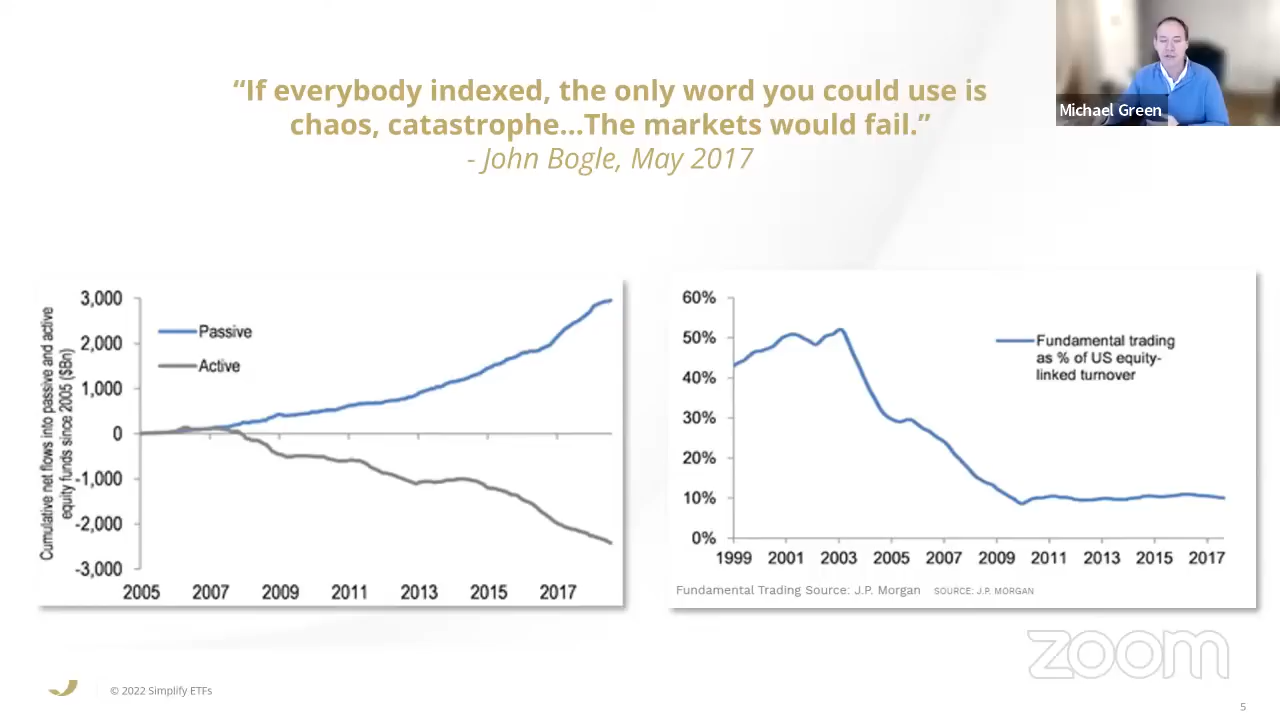 “If everybody indexed, the only word you could use is
chaos, catastrophe...The markets would fail.”
- John Bogle, May 2017
Michael Green
Cumulative net flows into passive and active
equity funds since 2005 ($Bn)
3,000
2,000
1,000
0
-1,000
-2,000
-3,000
Passive
Active
2005 2007 2009 2011 2013 2015 2017
60%
50%
40%
30%
20%
10%
0%
Fundamental trading
as % of US equity-
linked turnover
1999 2001 2003 2005 2007 2009 2011 2013 2015 2017
Fundamental Trading Source: J.P. Morgan SOURCE: J.P. MORGAN
zoom
© 2022 Simplify ETFs
5